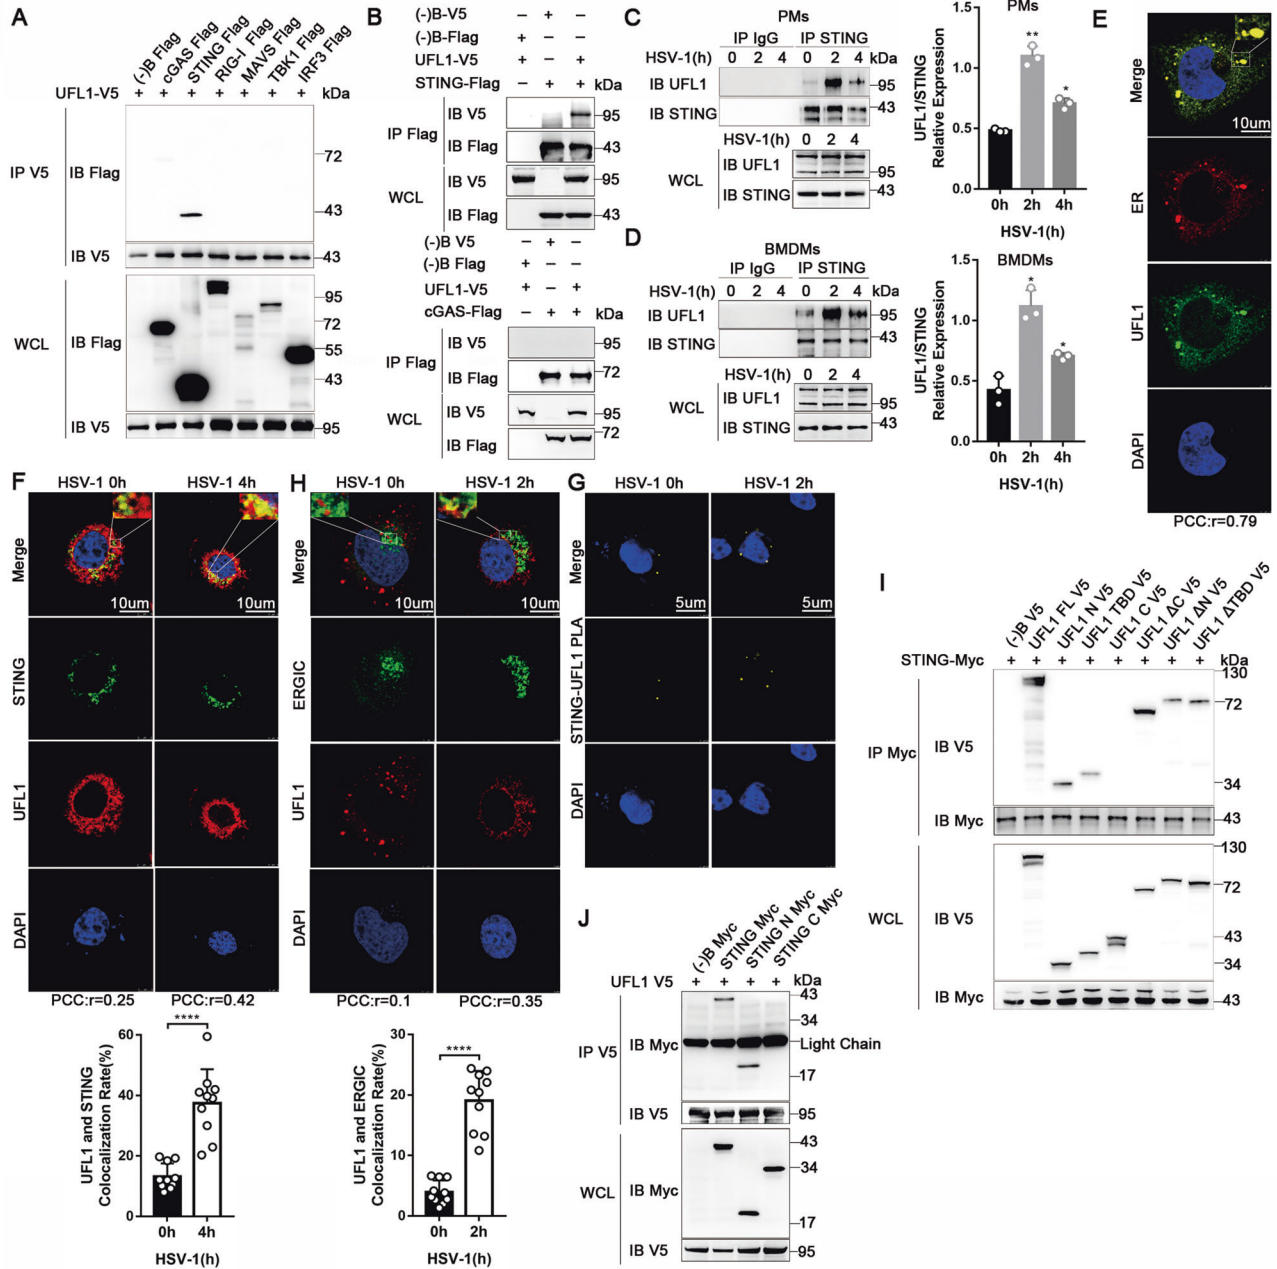 A
(-)B Flag
cGAS Flag
STING Flag
RIG-I Flag
MAVS Flag
TBK1 Flag
IRF3 Flag
UFL1-V5 + + + + + + + kDa
IP V5
IB Flag
72
43
IB V5
43
WCL
IB Flag
95
72
55
43
34
IB V5
95
B
(-)B-V5 − + −
(-)B-Flag + − −
UFL1-V5 + − +
STING-Flag − + + kDa
IP Flag
IB V5
95
IB Flag
43
WCL
IB V5
95
IB Flag
43
(-)B V5 − + −
(-)B Flag + − −
UFL1-V5 + − +
cGAS-Flag − + + kDa
IP Flag
IB V5
95
IB Flag
72
WCL
IB V5
95
IB Flag
72
C
PMs
IP IgG IP STING
HSV-1(h) 0 2 4 0 2 4 kDa
IB UFL1
95
IB STING
43
HSV-1(h) 0 2 4
WCL
IB UFL1
95
IB STING
43
PMs
UFL1/STING
Relative Expression
1.5
1.0
0.5
0.0
**
*
0h 2h 4h
HSV-1(h)
D
BMDMs
IP IgG IP STING
HSV-1(h) 0 2 4 0 2 4 kDa
IB UFL1
95
IB STING
43
HSV-1(h) 0 2 4
WCL
IB UFL1
95
IB STING
43
BMDMs
UFL1/STING
Relative Expression
1.5
1.0
0.5
0.0
*
*
0h 2h 4h
HSV-1(h)
E
Merge
10um
ER
UFL1
DAPI
PCC:r=0.79
F
HSV-1 0h HSV-1 4h
Merge
10um 10um
STING
UFL1
DAPI
PCC:r=0.25 PCC:r=0.42
UFL1 and STING
Colocalization Rate(%)
60
40
20
0
****
0h 4h
HSV-1(h)
H
HSV-1 0h HSV-1 2h
Merge
10um 10um
ERGIC
UFL1
DAPI
PCC:r=0.1 PCC:r=0.35
UFL1 and ERGIC
Colocalization Rate(%)
30
20
10
0
****
0h 2h
HSV-1(h)
G
HSV-1 0h HSV-1 2h
Merge
5um 5um
STING-UFL1 PLA
DAPI
I
(-)B V5
UFL1 FL V5
UFL1 N V5
UFL1 TBD V5
UFL1 C V5
UFL1 ΔC V5
UFL1 ΔN V5
UFL1 ΔTBD V5
STING-Myc + + + + + + + + kDa
IP Myc
IB V5
130
72
34
IB Myc
43
WCL
IB V5
130
72
43
34
IB Myc
43
J
(-)B Myc
STING Myc
STING N Myc
STING C Myc
UFL1 V5 + + + + kDa
IP V5
IB Myc
43
34
Light Chain
17
IB V5
95
WCL
IB Myc
43
34
17
IB V5
95